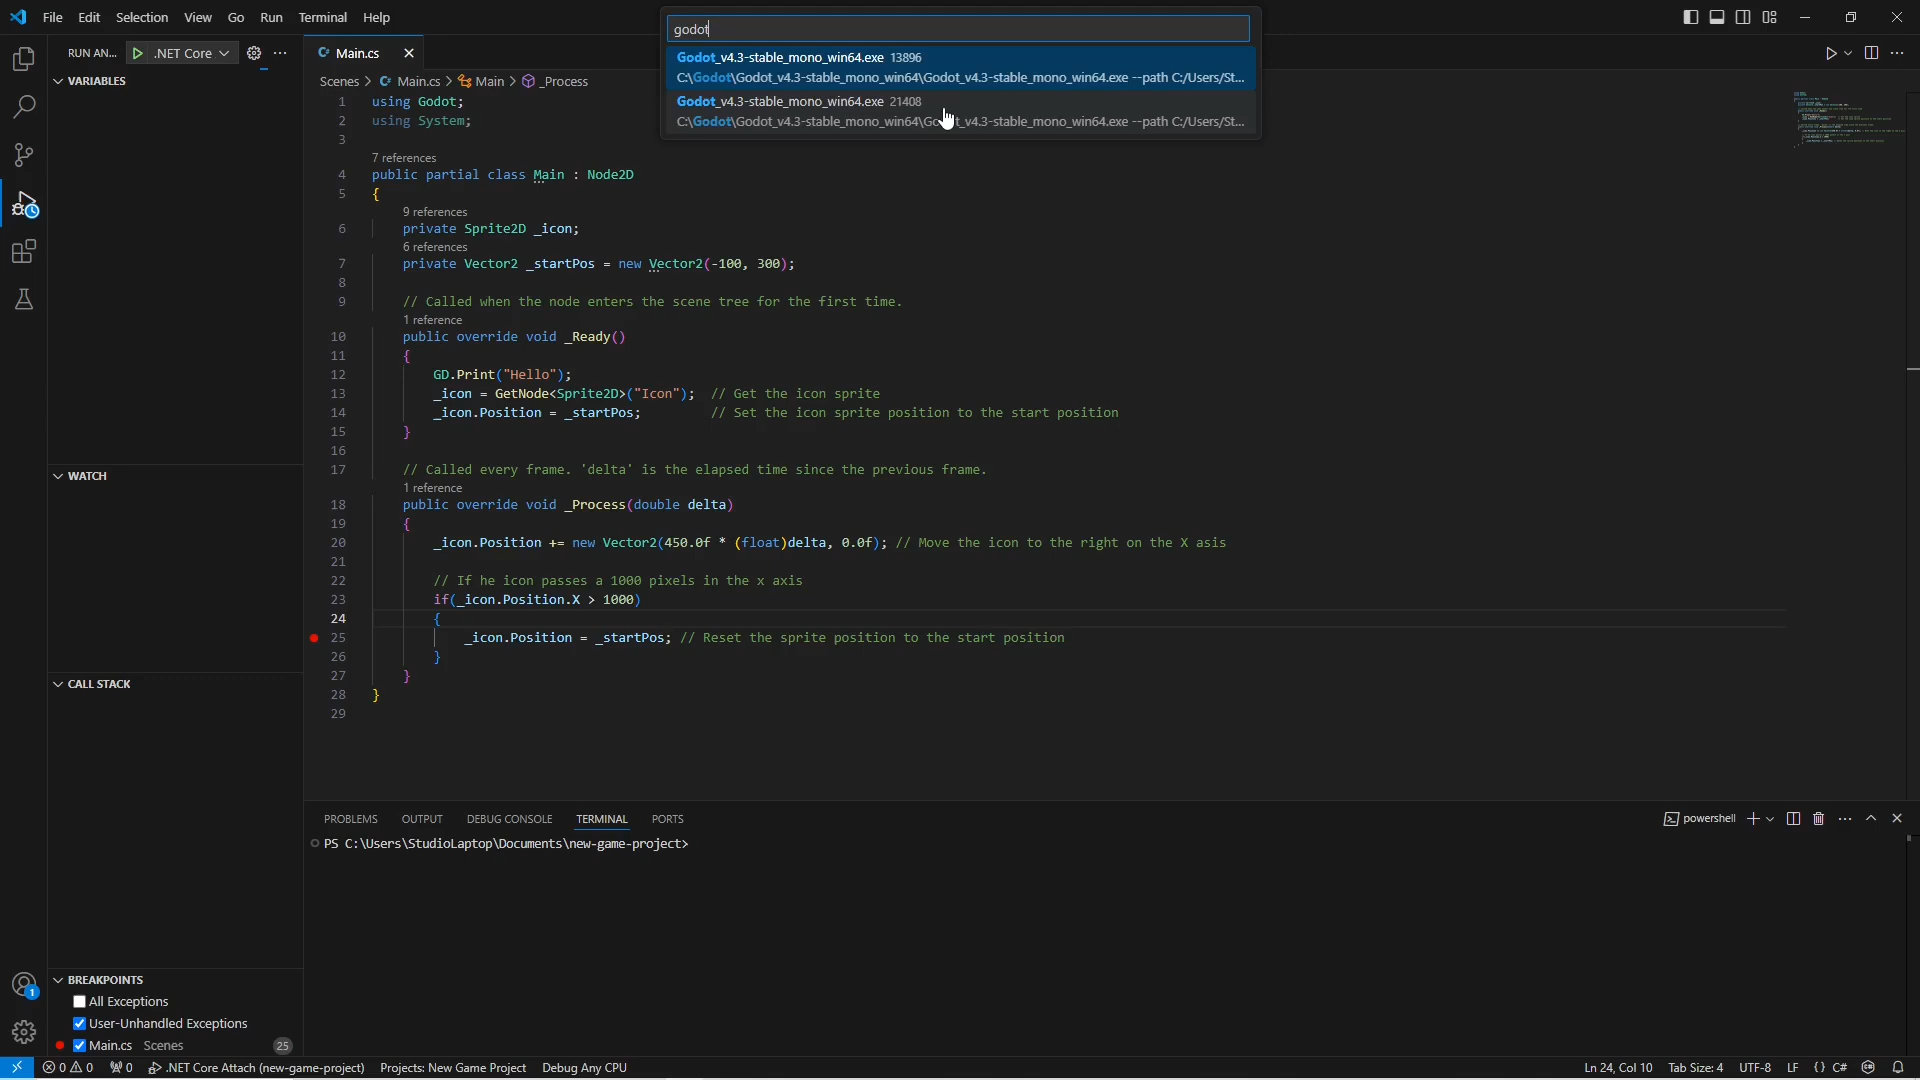 File Edit Selection View Go Run Terminal Help
godot
Godot_v4.3-stable_mono_win64.exe 13896
C:\Godot\Godot_v4.3-stable_mono_win64\Godot_v4.3-stable_mono_win64.exe --path C:/Users/St...
Godot_v4.3-stable_mono_win64.exe 21408
C:\Godot\Godot_v4.3-stable_mono_win64\Godot_v4.3-stable_mono_win64.exe --path C:/Users/St...
RUN AN... .NET Core
Main.cs
Scenes > Main.cs > Main > _Process
VARIABLES
WATCH
CALL STACK
BREAKPOINTS
All Exceptions
User-Unhandled Exceptions
Main.cs Scenes 25
1 using Godot;
2 using System;
3
7 references
4 public partial class Main : Node2D
5 {
9 references
6 private Sprite2D _icon;
6 references
7 private Vector2 _startPos = new Vector2(-100, 300);
8
9 // Called when the node enters the scene tree for the first time.
1 reference
10 public override void _Ready()
11 {
12 GD.Print("Hello");
13 _icon = GetNode<Sprite2D>("Icon"); // Get the icon sprite
14 _icon.Position = _startPos; // Set the icon sprite position to the start position
15 }
16
17 // Called every frame. 'delta' is the elapsed time since the previous frame.
1 reference
18 public override void _Process(double delta)
19 {
20 _icon.Position += new Vector2(450.0f * (float)delta, 0.0f); // Move the icon to the right on the X asis
21
22 // If he icon passes a 1000 pixels in the x axis
23 if(_icon.Position.X > 1000)
24 {
25 _icon.Position = _startPos; // Reset the sprite position to the start position
26 }
27 }
28 }
29
PROBLEMS OUTPUT DEBUG CONSOLE TERMINAL PORTS
powershell
PS C:\Users\StudioLaptop\Documents\new-game-project>
1
0 0 0 .NET Core Attach (new-game-project) Projects: New Game Project Debug Any CPU
Ln 24, Col 10 Tab Size: 4 UTF-8 LF {} C#